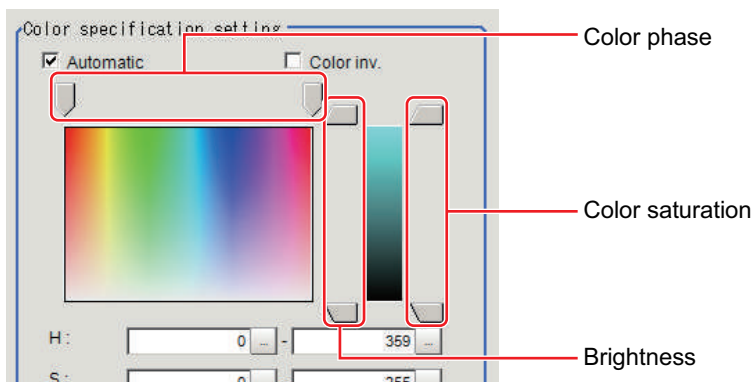 Color specification setting
Automatic
Color inv.
Color phase
Color saturation
H: 0 ... - 359 ...
Brightness
S: 0 ... 255 ...